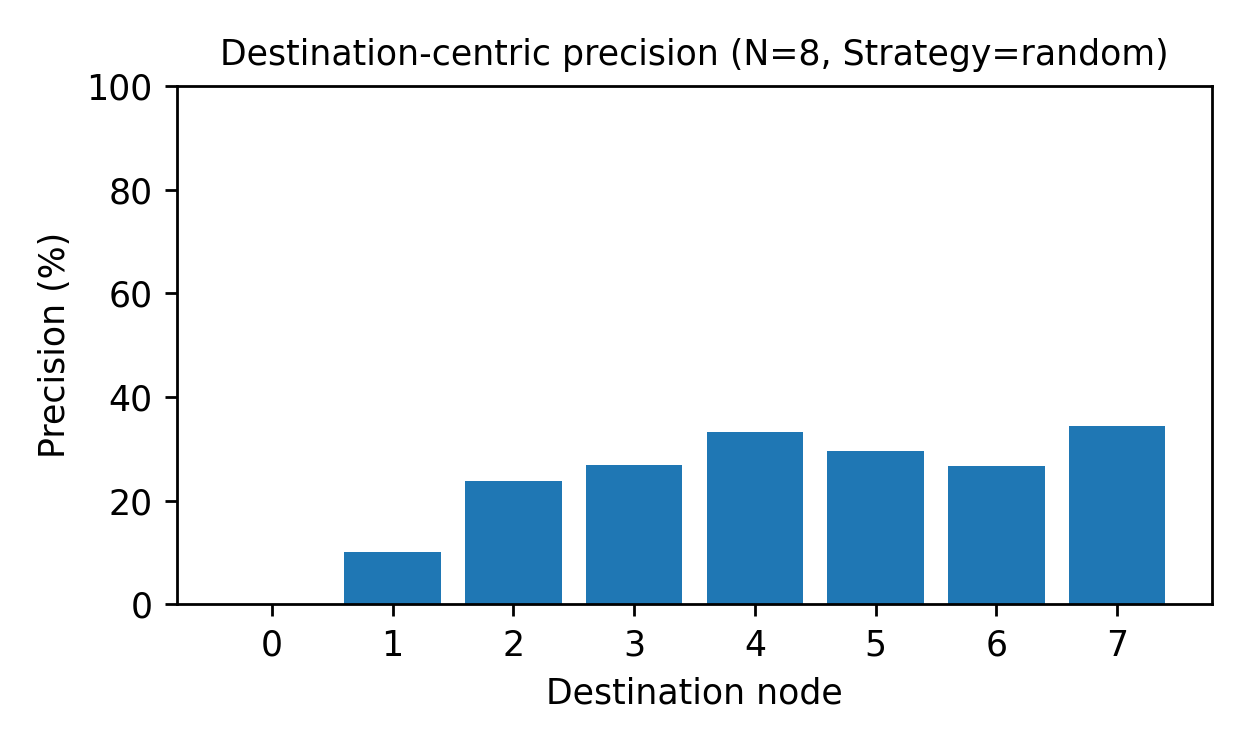 Destination-centric precision (N=8, Strategy=random)
100
80
60
40
20
0
Precision (%)
0 1 2 3 4 5 6 7
Destination node